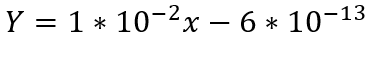 Y = 1 * 10⁻²x − 6 * 10⁻¹³